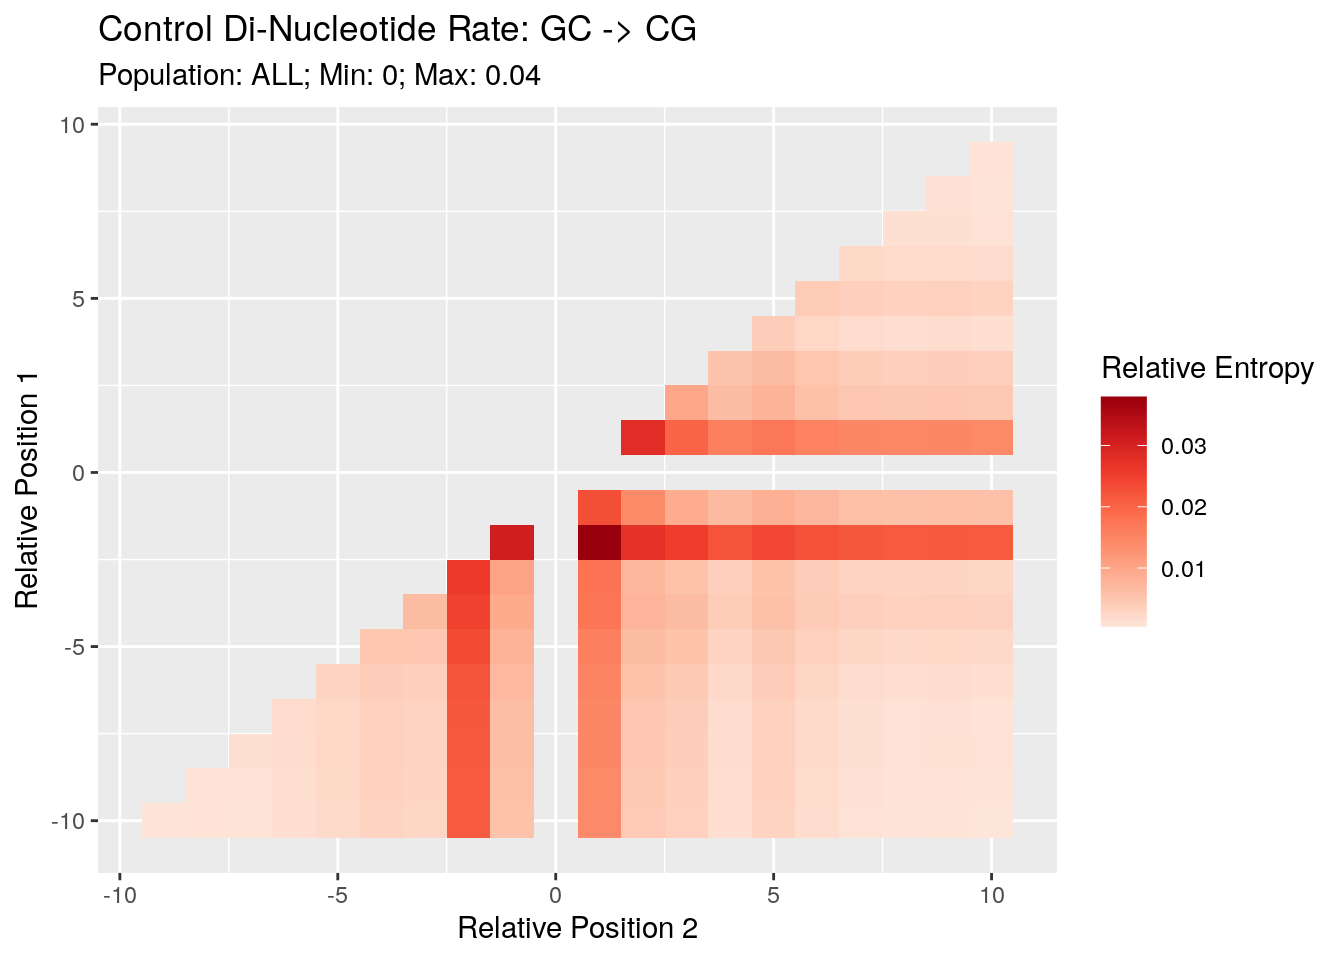 Control Di-Nucleotide Rate: GC -> CG
Population: ALL; Min: 0; Max: 0.04
10
5
0
-5
-10
Relative Position 1
-10
-5
0
5
10
Relative Position 2
Relative Entropy
0.03
0.02
0.01